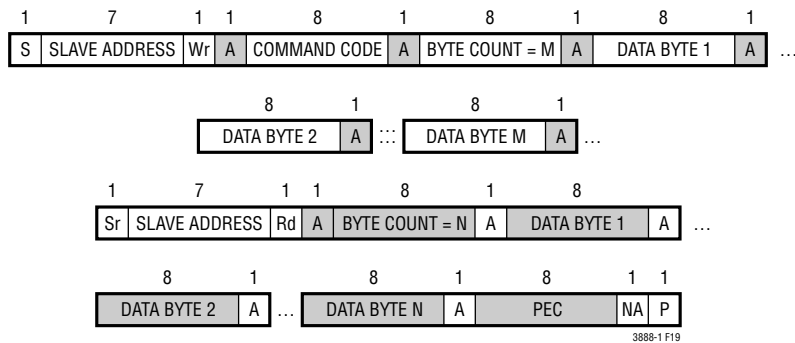 1 7 1 1 8 1 8 1 8 1
S SLAVE ADDRESS Wr A COMMAND CODE A BYTE COUNT = M A DATA BYTE 1 A …
8 1 8 1
DATA BYTE 2 A … DATA BYTE M A …
1 7 1 1 8 1 8 1
Sr SLAVE ADDRESS Rd A BYTE COUNT = N A DATA BYTE 1 A …
8 1 8 1 8 1 1
DATA BYTE 2 A … DATA BYTE N A PEC NA P
3888-1 F19